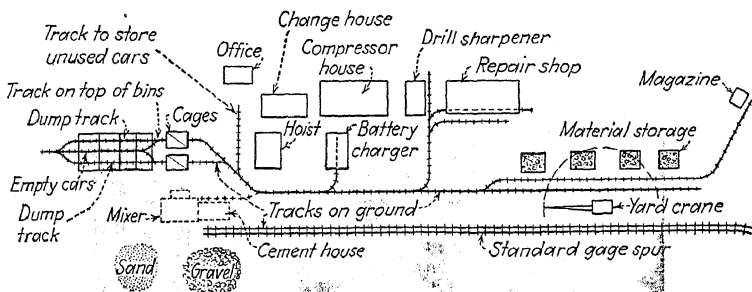 Track to store
unused cars
Office
Change house
Compressor
house
Drill sharpener
Repair shop
Magazine
Track on top of bins
Dump track
Cages
Hoist
Battery
charger
Material storage
Empty cars
Dump
track
Mixer
Tracks on ground
Cement house
Yard crane
Standard gage spur
Sand
Gravel